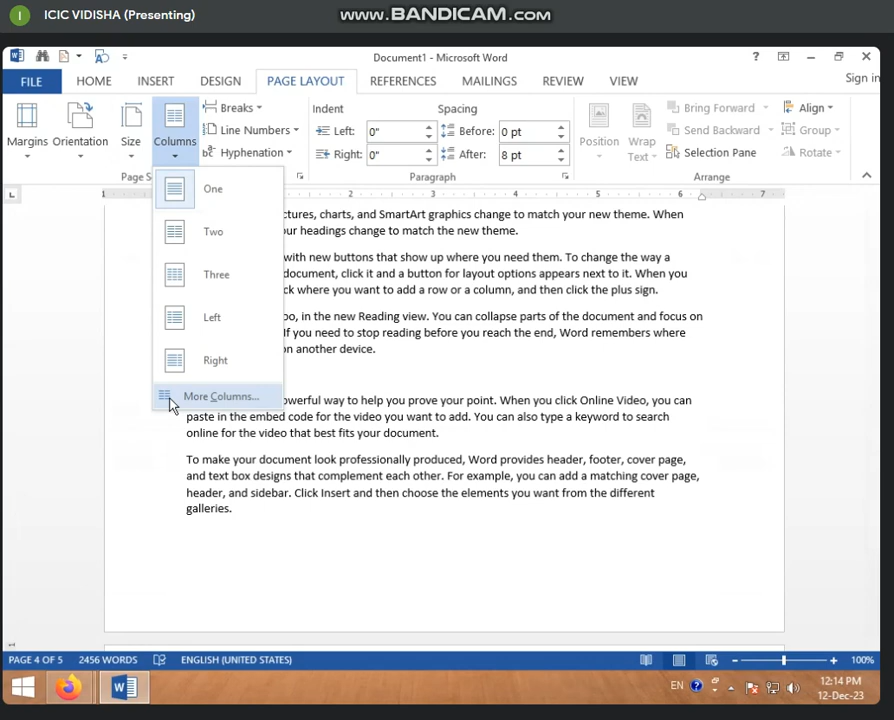 I ICIC VIDISHA (Presenting)
www.BANDICAM.com
Document1 - Microsoft Word
FILE HOME INSERT DESIGN PAGE LAYOUT REFERENCES MAILINGS REVIEW VIEW Sign in
Margins Orientation Size Columns
Breaks
Line Numbers
Hyphenation
Indent
Left: 0"
Right: 0"
Spacing
Before: 0 pt
After: 8 pt
Position Wrap Text
Bring Forward
Send Backward
Selection Pane
Align
Group
Rotate
Page S
Paragraph
Arrange
1 2 3 4 5 6 7
One
Two
Three
Left
Right
More Columns...
ctures, charts, and SmartArt graphics change to match your new theme. When
ur headings change to match the new theme.
with new buttons that show up where you need them. To change the way a
document, click it and a button for layout options appears next to it. When you
ck where you want to add a row or a column, and then click the plus sign.
oo, in the new Reading view. You can collapse parts of the document and focus on
If you need to stop reading before you reach the end, Word remembers where
on another device.
owerful way to help you prove your point. When you click Online Video, you can
paste in the embed code for the video you want to add. You can also type a keyword to search
online for the video that best fits your document.
To make your document look professionally produced, Word provides header, footer, cover page,
and text box designs that complement each other. For example, you can add a matching cover page,
header, and sidebar. Click Insert and then choose the elements you want from the different
galleries.
PAGE 4 OF 5 2456 WORDS ENGLISH (UNITED STATES) 100%
EN 12:14 PM
12-Dec-23